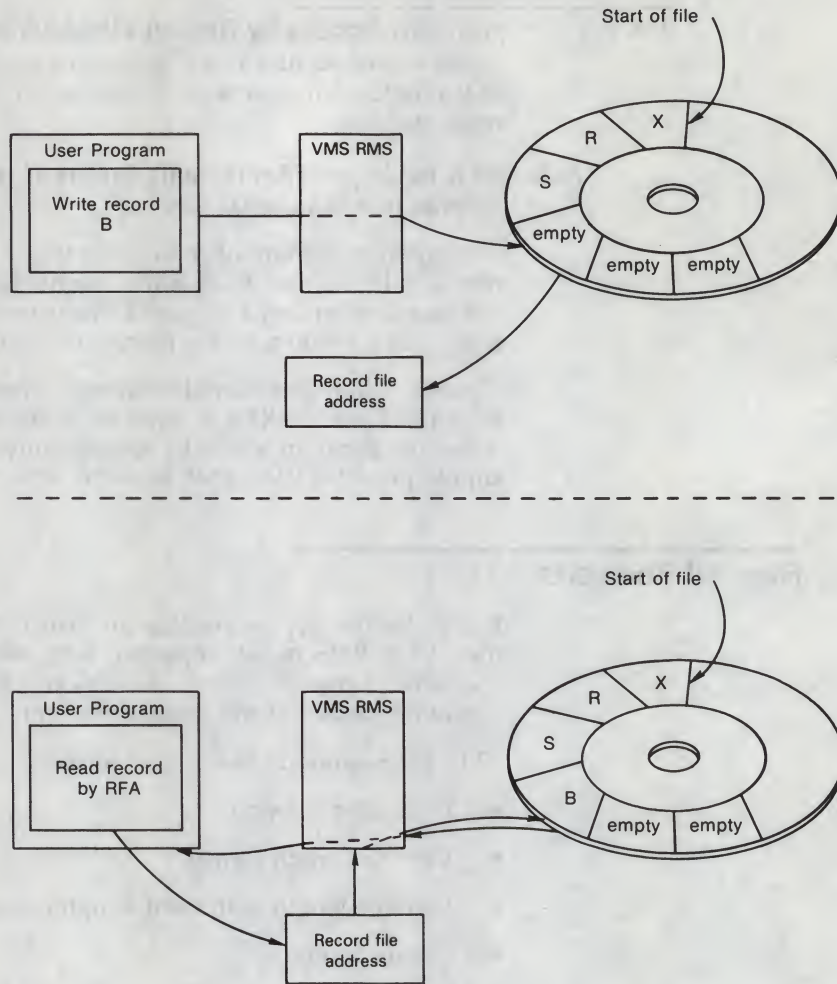 Start of file
User Program
VMS RMS
X
R
Write record
B
S
empty
empty
empty
Record file
address
Start of file
User Program
VMS RMS
X
R
Read record
by RFA
S
B
empty
empty
Record file
address